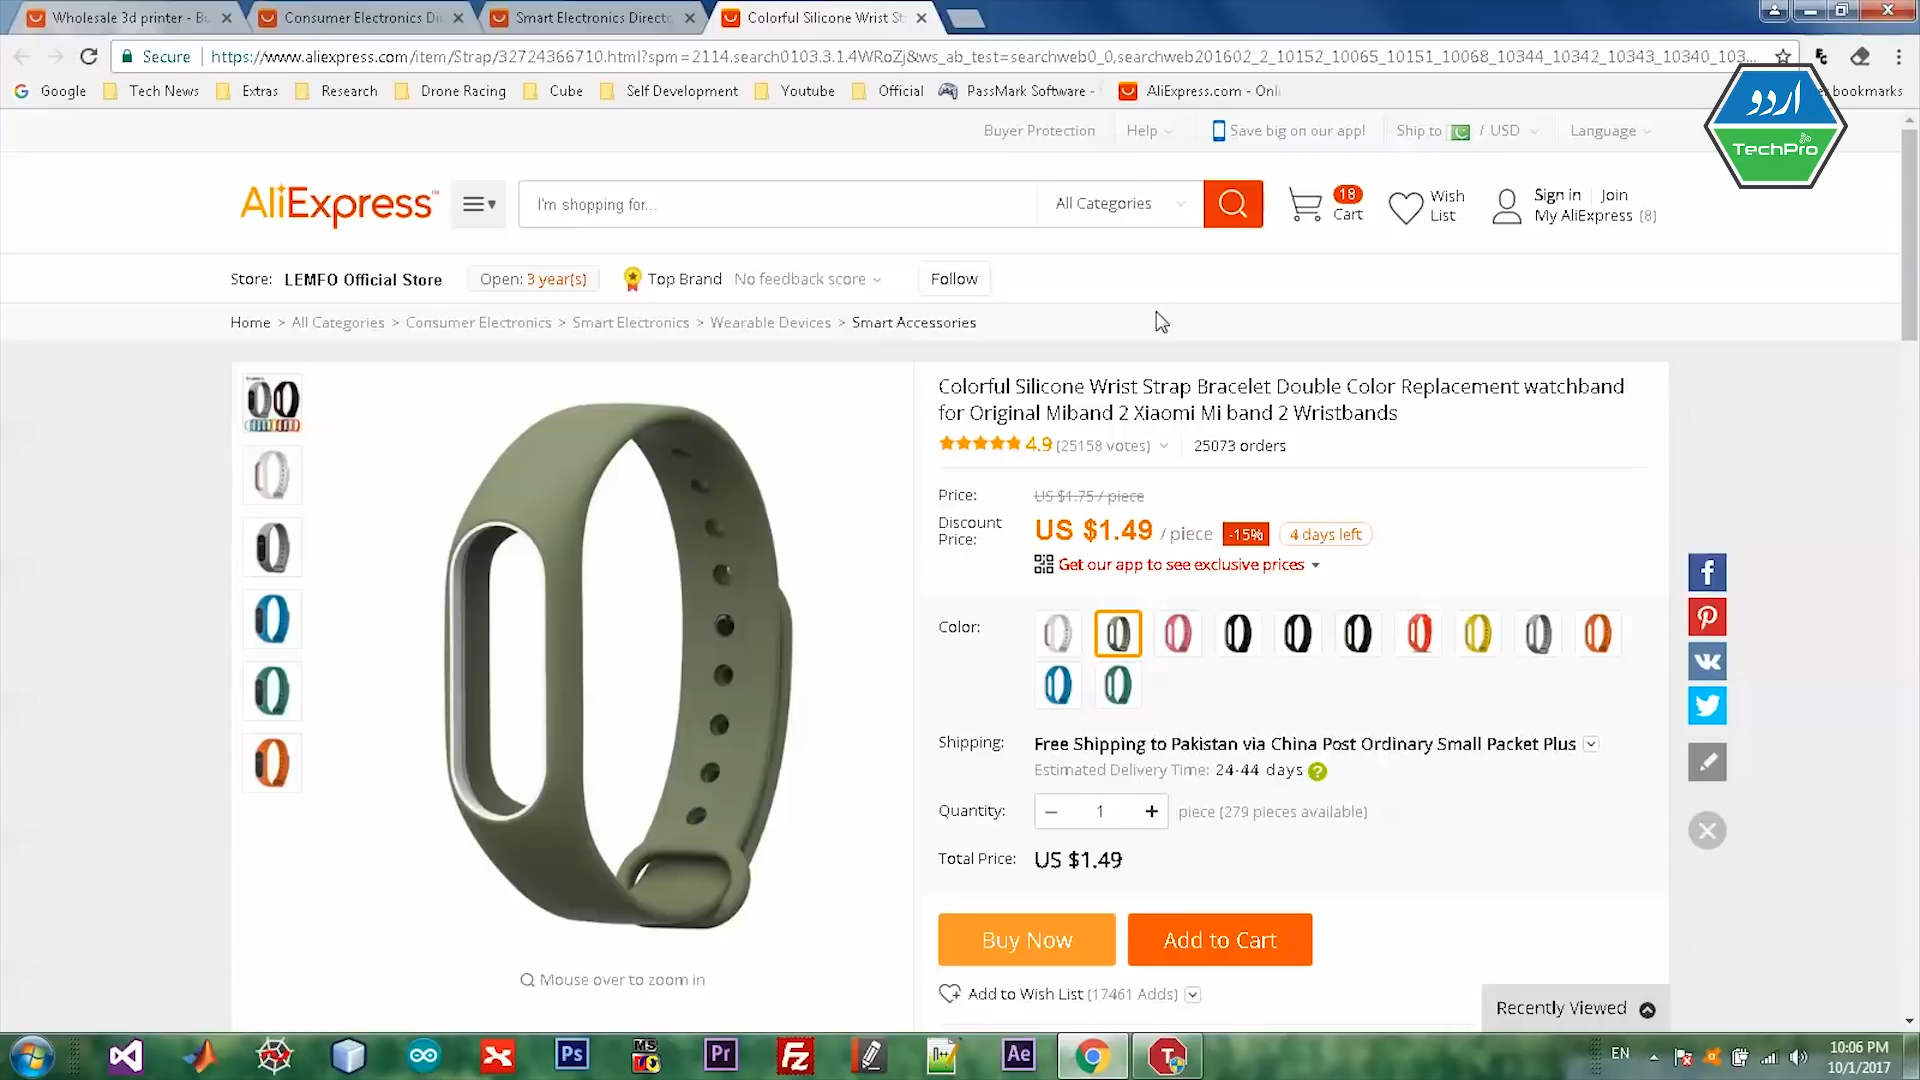 Wholesale 3d printer - Bu
Consumer Electronics Di
Smart Electronics Directo
Colorful Silicone Wrist St
Secure
https://www.aliexpress.com/item/Strap/32724366710.html?spm=2114.search0103.3.1.4WRoZj&ws_ab_test=searchweb0_0,searchweb201602_2_10152_10065_10151_10068_10344_10342_10343_10340_103...
Google
Tech News
Extras
Research
Drone Racing
Cube
Self Development
Youtube
Official
PassMark Software -
AliExpress.com - Onli
bookmarks
اردو
TechPro
Buyer Protection
Help
Save big on our app!
Ship to / USD
Language
AliExpress™
I'm shopping for...
All Categories
18
Cart
Wish
List
Sign in
Join
My AliExpress (8)
Store: LEMFO Official Store
Open: 3 year(s)
Top Brand
No feedback score
Follow
Home > All Categories > Consumer Electronics > Smart Electronics > Wearable Devices > Smart Accessories
Colorful Silicone Wrist Strap Bracelet Double Color Replacement watchband
for Original Miband 2 Xiaomi Mi band 2 Wristbands
4.9 (25158 votes)
25073 orders
Price: US $1.75 / piece
Discount
Price:
US $1.49 / piece -15% 4 days left
Get our app to see exclusive prices
Color:
Shipping: Free Shipping to Pakistan via China Post Ordinary Small Packet Plus
Estimated Delivery Time: 24-44 days ?
Quantity: – 1 + piece (279 pieces available)
Total Price: US $1.49
Buy Now
Add to Cart
Mouse over to zoom in
Add to Wish List (17461 Adds)
Recently Viewed
Ps
MS
Pr
Fz
Ae
T
EN
10:06 PM
10/1/2017